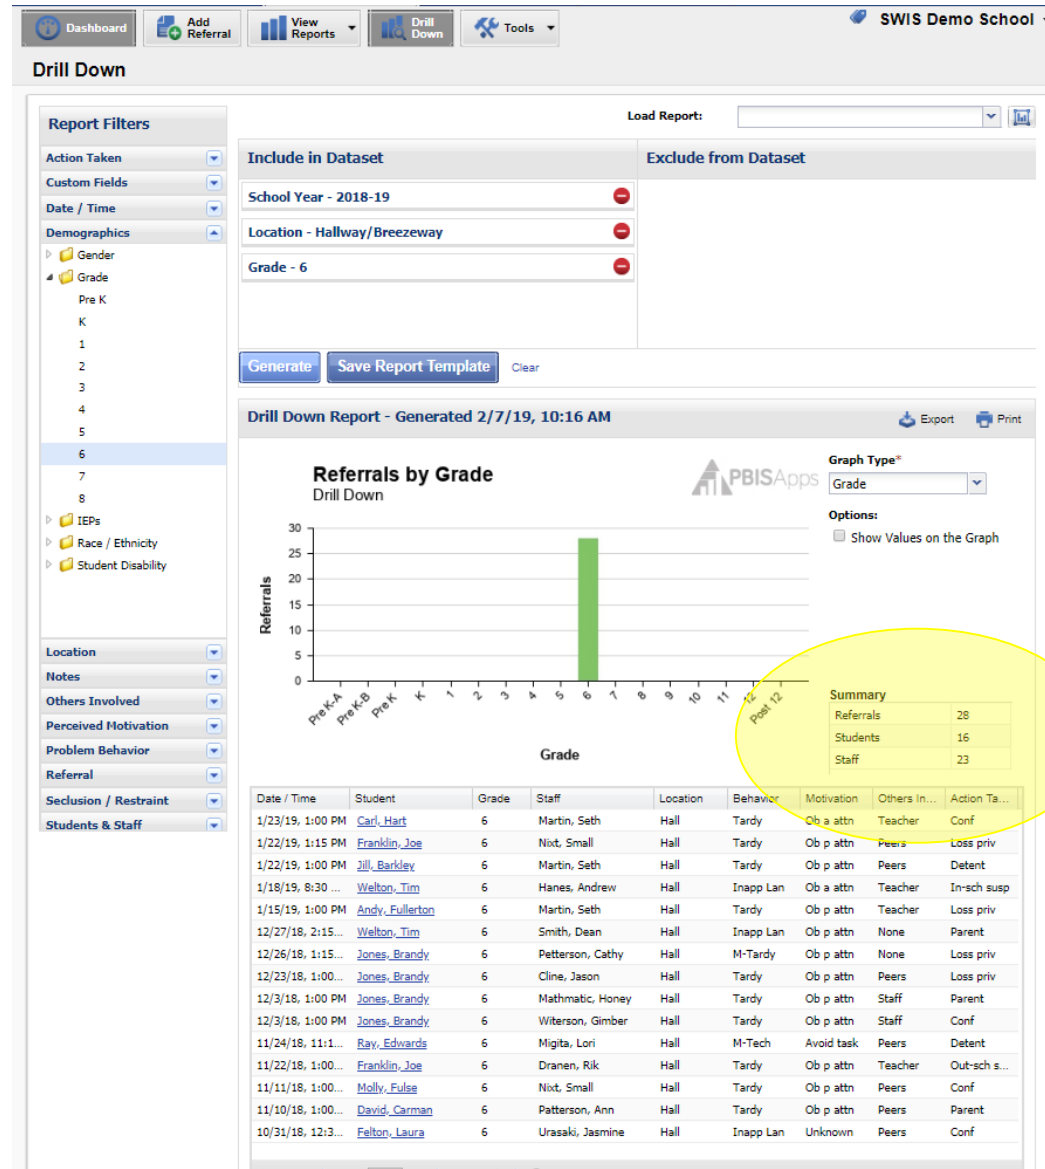 Dashboard Add Referral View Reports Drill Down Tools SWIS Demo School
Drill Down
Report Filters
Action Taken
Custom Fields
Date / Time
Demographics
Gender
Grade
Pre K
K
1
2
3
4
5
6
7
8
IEPs
Race / Ethnicity
Student Disability
Location
Notes
Others Involved
Perceived Motivation
Problem Behavior
Referral
Seclusion / Restraint
Students & Staff
Load Report:
Include in Dataset Exclude from Dataset
School Year - 2018-19
Location - Hallway/Breezeway
Grade - 6
Generate Save Report Template Clear
Drill Down Report - Generated 2/7/19, 10:16 AM Export Print
Referrals by Grade
Drill Down
PBISApps
Graph Type*
Grade
Options:
Show Values on the Graph
Referrals
30
25
20
15
10
5
0
Pre K-A Pre K-B Pre K K 1 2 3 4 5 6 7 8 9 10 11 12 Post 12
Grade
Summary
Referrals 28
Students 16
Staff 23
Date / Time Student Grade Staff Location Behavior Motivation Others In... Action Ta...
1/23/19, 1:00 PM Carl, Hart 6 Martin, Seth Hall Tardy Ob a attn Teacher Conf
1/22/19, 1:15 PM Franklin, Joe 6 Nixt, Small Hall Tardy Ob p attn Peers Loss priv
1/22/19, 1:00 PM Jill, Barkley 6 Martin, Seth Hall Tardy Ob p attn Peers Detent
1/18/19, 8:30 ... Welton, Tim 6 Hanes, Andrew Hall Inapp Lan Ob a attn Teacher In-sch susp
1/15/19, 1:00 PM Andy, Fullerton 6 Martin, Seth Hall Tardy Ob p attn Teacher Loss priv
12/27/18, 2:15... Welton, Tim 6 Smith, Dean Hall Inapp Lan Ob p attn None Parent
12/26/18, 1:15... Jones, Brandy 6 Petterson, Cathy Hall M-Tardy Ob p attn None Loss priv
12/23/18, 1:00... Jones, Brandy 6 Cline, Jason Hall Tardy Ob p attn Peers Loss priv
12/3/18, 1:00 PM Jones, Brandy 6 Mathmatic, Honey Hall Tardy Ob p attn Staff Parent
12/3/18, 1:00 PM Jones, Brandy 6 Witerson, Gimber Hall Tardy Ob p attn Staff Conf
11/24/18, 11:1... Ray, Edwards 6 Migita, Lori Hall M-Tech Avoid task Peers Detent
11/22/18, 1:00... Franklin, Joe 6 Dranen, Rik Hall Tardy Ob p attn Teacher Out-sch s...
11/11/18, 1:00... Molly, Fulse 6 Nixt, Small Hall Tardy Ob p attn Peers Conf
11/10/18, 1:00... David, Carman 6 Patterson, Ann Hall Tardy Ob p attn Peers Parent
10/31/18, 12:3... Felton, Laura 6 Urasaki, Jasmine Hall Inapp Lan Unknown Peers Conf